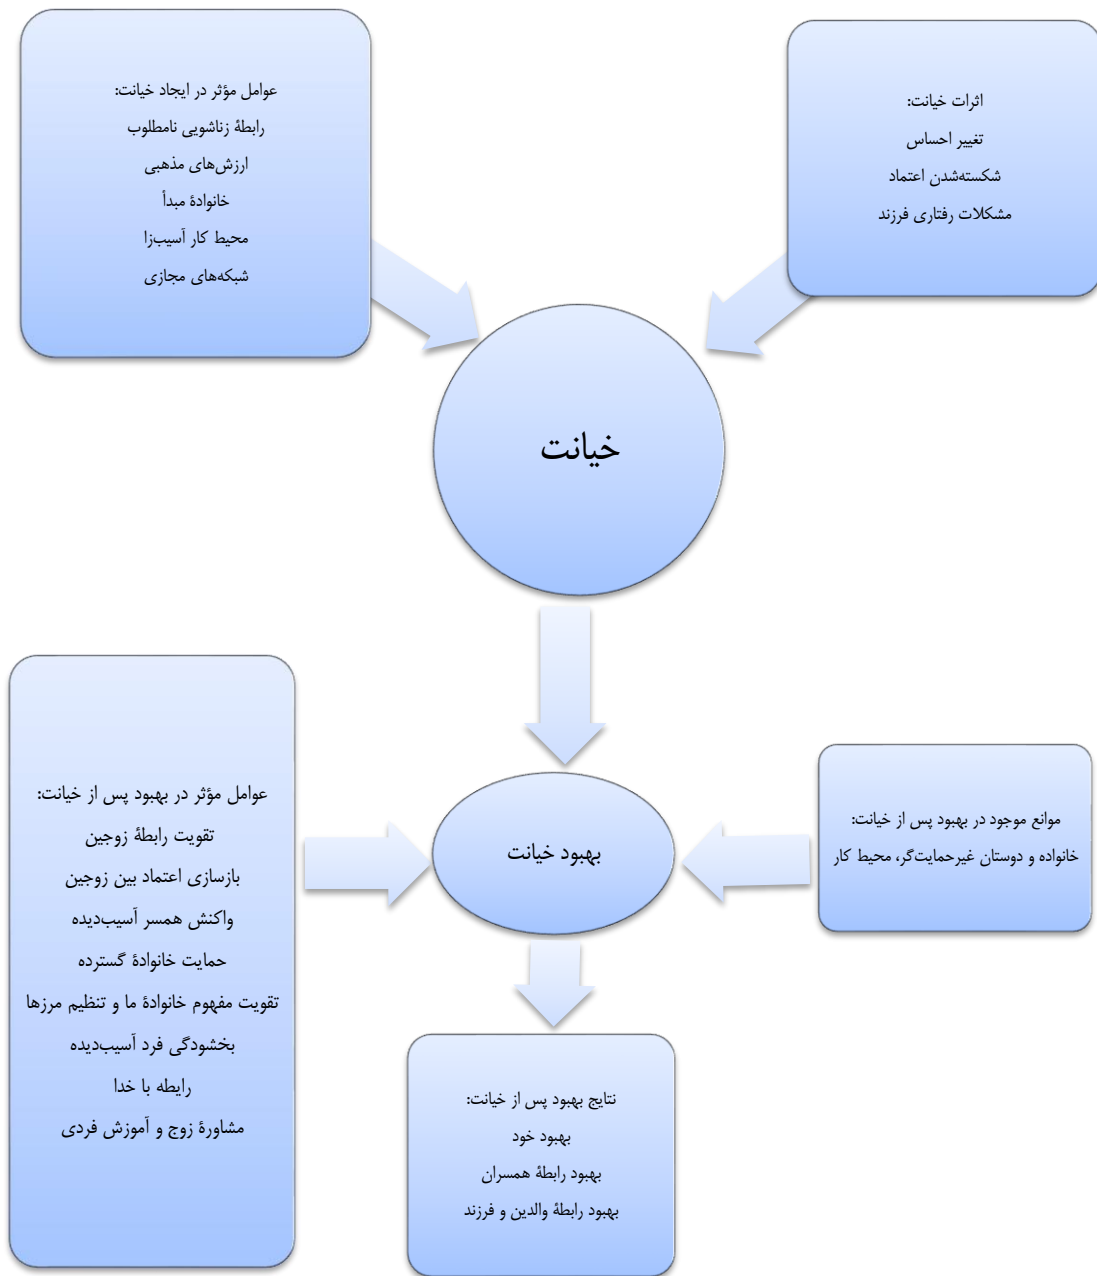 عوامل مؤثر در ایجاد خیانت:
رابطهٔ زناشویی نامطلوب
ارزش‌های مذهبی
خانوادهٔ مبدأ
محیط کار آسیب‌زا
شبکه‌های مجازی
اثرات خیانت:
تغییر احساس
شکسته‌شدن اعتماد
مشکلات رفتاری فرزند
خیانت
عوامل مؤثر در بهبود پس از خیانت:
تقویت رابطهٔ زوجین
بازسازی اعتماد بین زوجین
واکنش همسر آسیب‌دیده
حمایت خانوادهٔ گسترده
تقویت مفهوم خانوادهٔ ما و تنظیم مرزها
بخشودگی فرد آسیب‌دیده
رایطه با خدا
مشاورهٔ زوج و آموزش فردی
بهبود خیانت
موانع موجود در بهبود پس از خیانت:
خانواده و دوستان غیرحمایت‌گر، محیط کار
نتایج بهبود پس از خیانت:
بهبود خود
بهبود رابطهٔ همسران
بهبود رابطهٔ والدین و فرزند